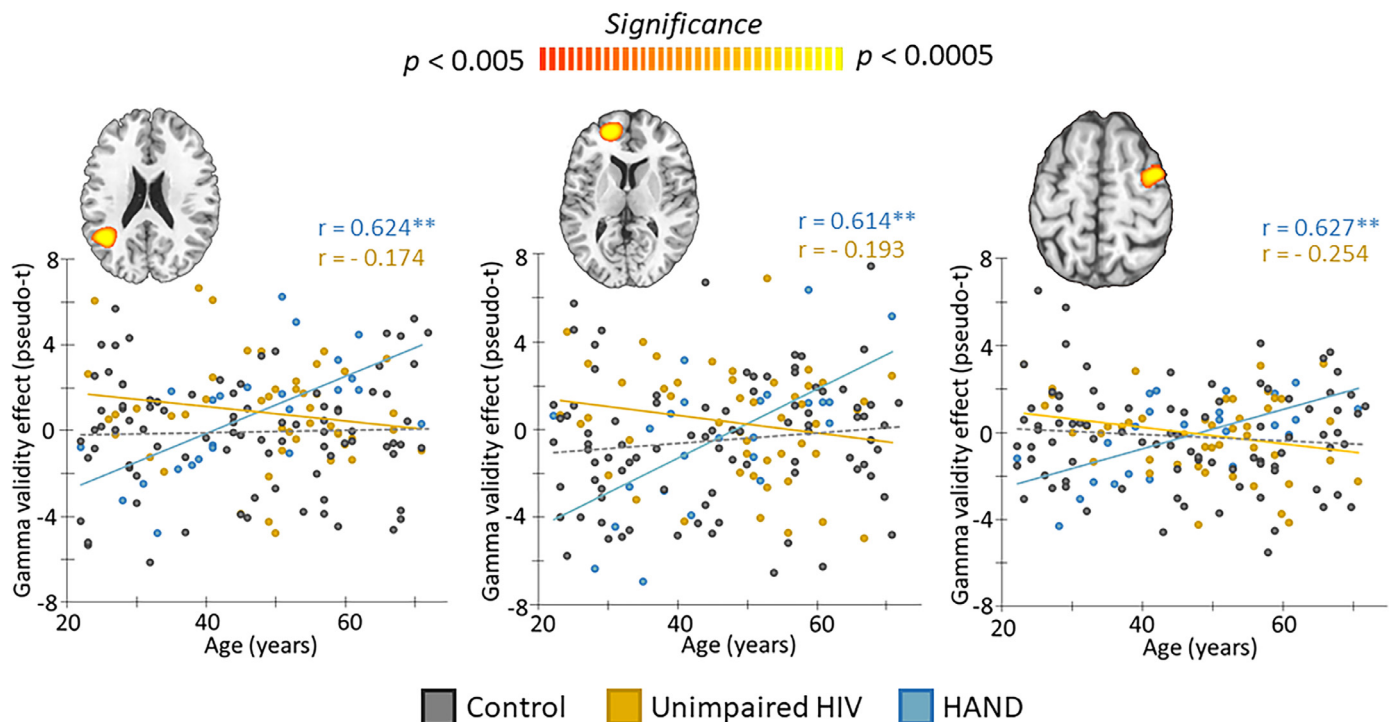 Significance
p < 0.005
p < 0.0005
r = 0.624**
r = - 0.174
r = 0.614**
r = - 0.193
r = 0.627**
r = - 0.254
Gamma validity effect (pseudo-t)
8
4
0
-4
-8
20
40
60
Age (years)
Gamma validity effect (pseudo-t)
8
4
0
-4
-8
20
40
60
Age (years)
Gamma validity effect (pseudo-t)
8
4
0
-4
-8
20
40
60
Age (years)
Control
Unimpaired HIV
HAND